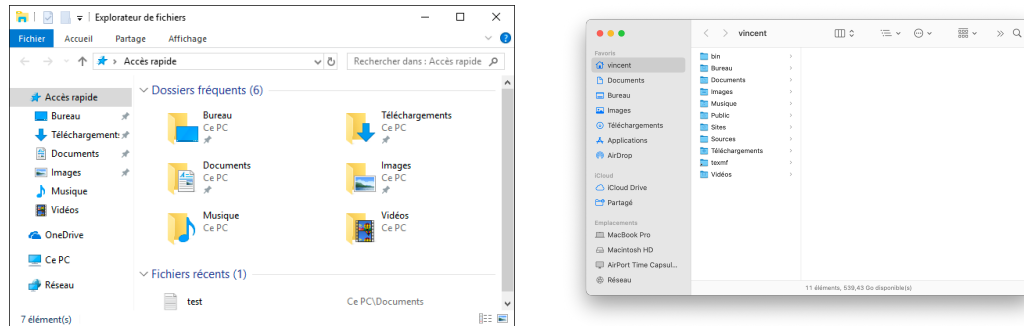 Explorateur de fichiers
Fichier Accueil Partage Affichage
Accès rapide
Rechercher dans : Accès rapide
Accès rapide
Bureau
Téléchargement:
Documents
Images
Musique
Vidéos
OneDrive
Ce PC
Réseau
Dossiers fréquents (6)
Bureau
Ce PC
Téléchargements
Ce PC
Documents
Ce PC
Images
Ce PC
Musique
Ce PC
Vidéos
Ce PC
Fichiers récents (1)
test Ce PC\Documents
7 élément(s)
vincent
Favoris
vincent
Documents
Bureau
Images
Téléchargements
Applications
AirDrop
iCloud
iCloud Drive
Partagé
Emplacements
MacBook Pro
Macintosh HD
AirPort Time Capsul...
Réseau
bin
Bureau
Documents
Images
Musique
Public
Sites
Sources
Téléchargements
texmf
Vidéos
11 éléments, 539,43 Go disponible(s)